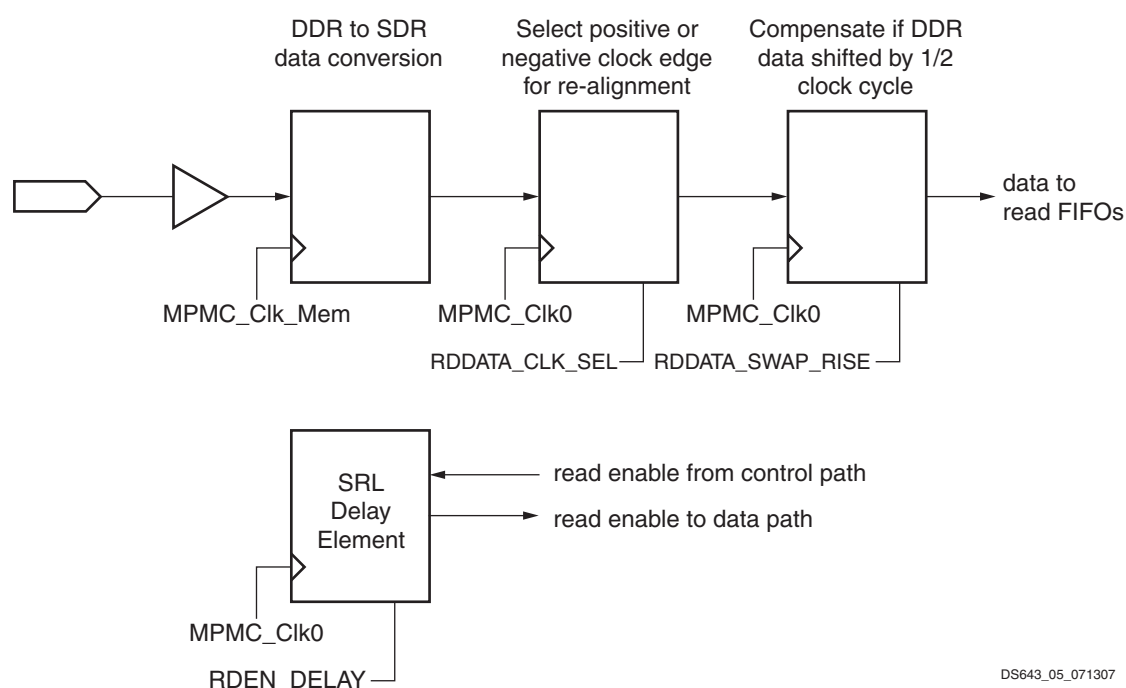 DDR to SDR
data conversion
Select positive or
negative clock edge
for re-alignment
Compensate if DDR
data shifted by 1/2
clock cycle
data to
read FIFOs
MPMC_Clk_Mem
MPMC_Clk0
MPMC_Clk0
RDDATA_CLK_SEL
RDDATA_SWAP_RISE
SRL
Delay
Element
read enable from control path
read enable to data path
MPMC_Clk0
RDEN_DELAY
DS643_05_071307